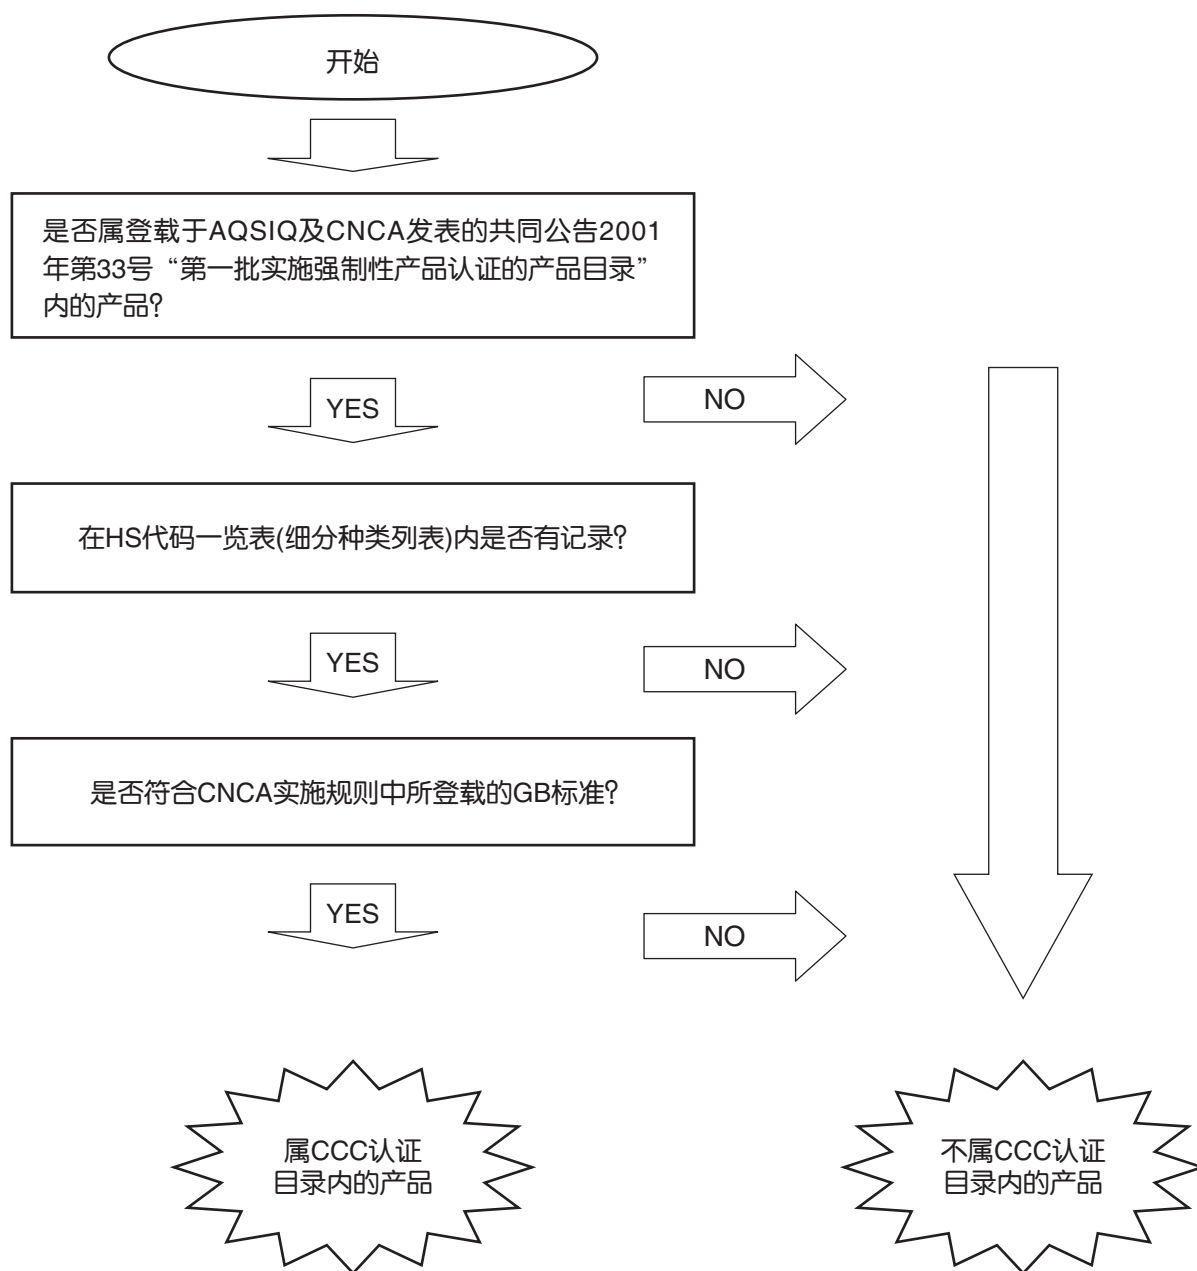 开始
是否属登载于AQSIQ及CNCA发表的共同公告2001
年第33号“第一批实施强制性产品认证的产品目录”
内的产品?
YES
NO
在HS代码一览表(细分种类列表)内是否有记录?
YES
NO
是否符合CNCA实施规则中所登载的GB标准?
YES
NO
属CCC认证
目录内的产品
不属CCC认证
目录内的产品